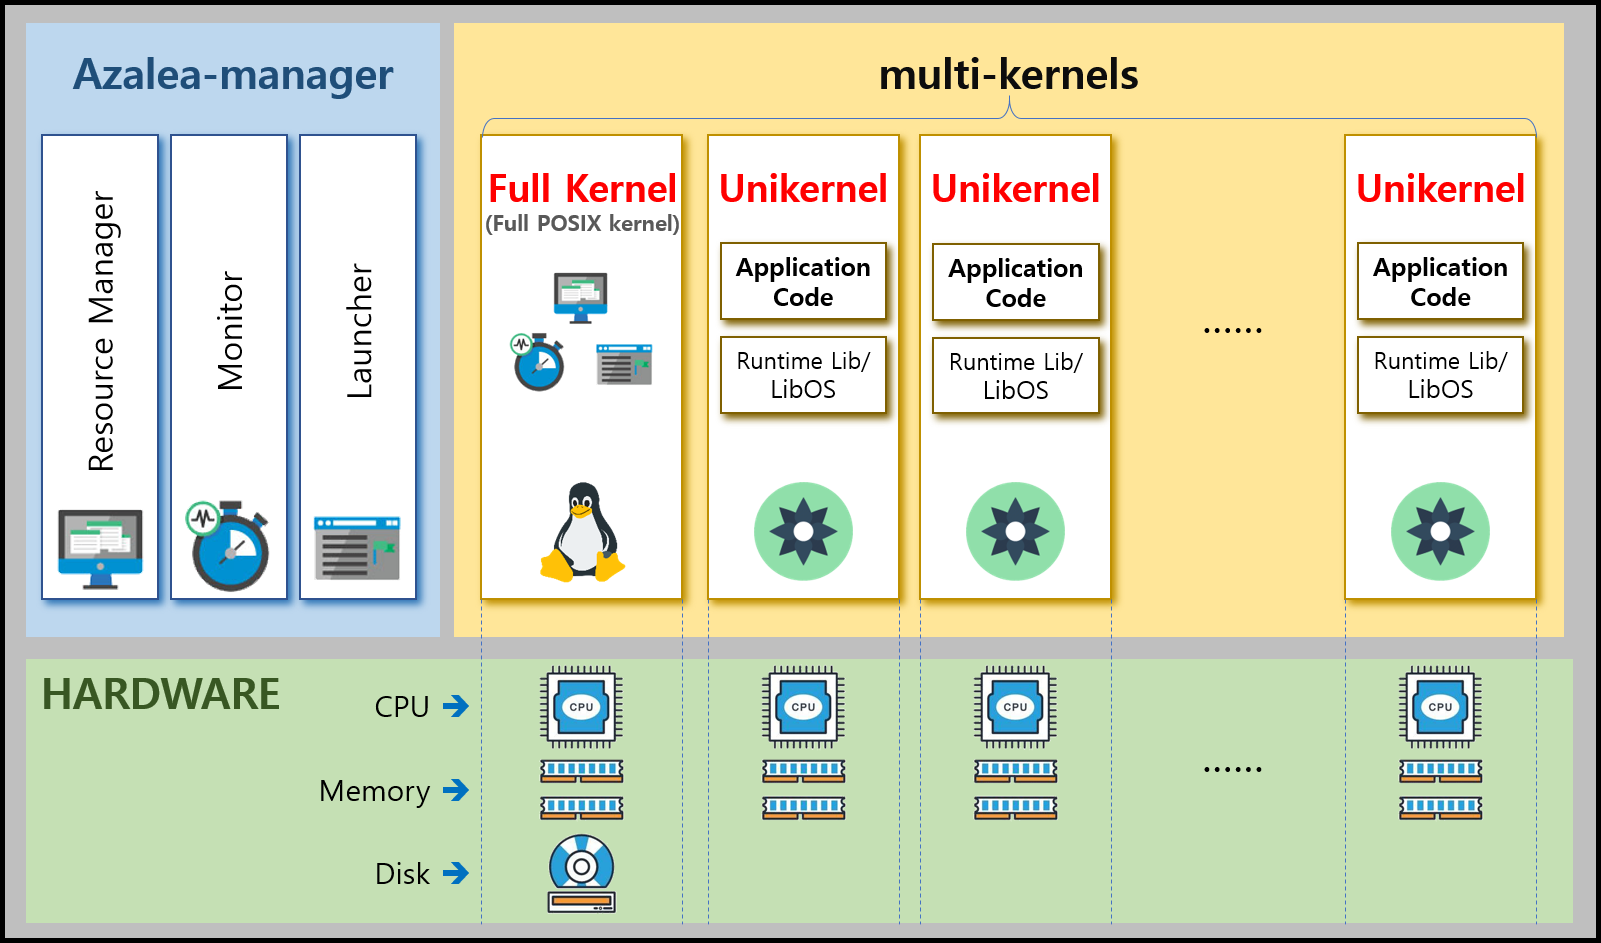 Azalea-manager
Resource Manager
Monitor
Launcher
multi-kernels
Full Kernel
(Full POSIX kernel)
Unikernel
Application
Code
Runtime Lib/
LibOS
Unikernel
Application
Code
Runtime Lib/
LibOS
......
Unikernel
Application
Code
Runtime Lib/
LibOS
HARDWARE
CPU
CPU
CPU
CPU
CPU
Memory
......
Disk